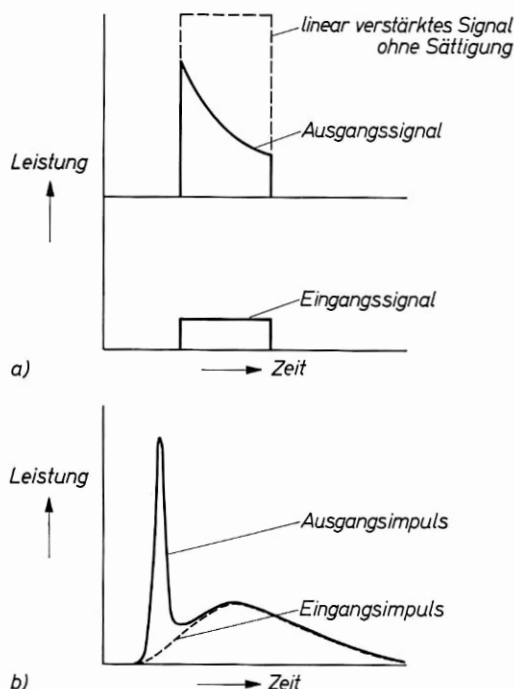 linear verstärktes Signal
ohne Sättigung
Ausgangssignal
Leistung
Eingangssignal
a)
Zeit
Leistung
Ausgangsimpuls
Eingangsimpuls
b)
Zeit